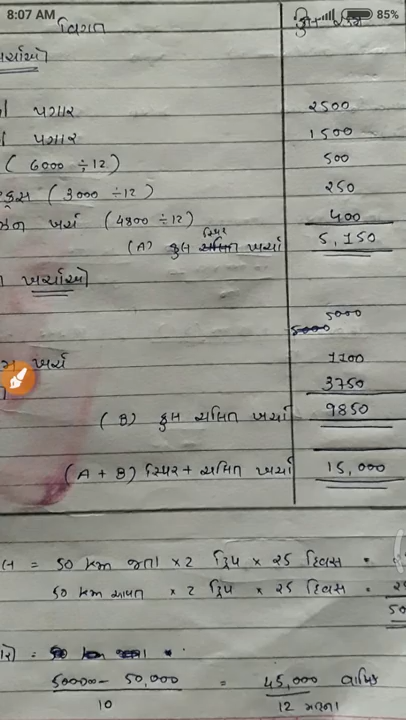 8:07 AM 85%
વિગત
ખર્ચાઓ
પગાર 2500
પગાર 1500
( 6000 ÷ 12 ) 500
( 3000 ÷ 12 ) 250
ખર્ચ ( 4800 ÷ 12 ) 400
(A) કુલ સ્થિર ખર્ચા 5,150
ખર્ચાઓ
5000
ખર્ચ 1100
3750
( B ) કુલ ચલિત ખર્ચા 9850
(A + B) સ્થિર + ચલિત ખર્ચા 15,000
= 50 km જતા × 2 ટ્રિપ × 25 દિવસ =
50 km આવતા × 2 ટ્રિપ × 25 દિવસ =
50
=
50000 - 50,000 = 45,000 વાર્ષિક
10 12 મહિના